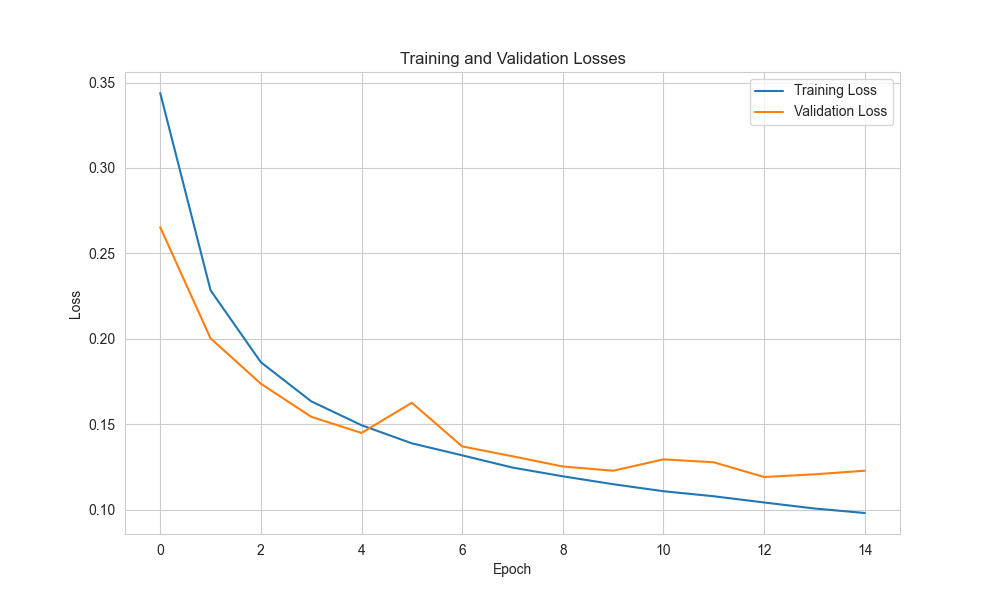 Training and Validation Losses
Training Loss
Validation Loss
0.35
0.30
0.25
0.20
0.15
0.10
Loss
0 2 4 6 8 10 12 14
Epoch